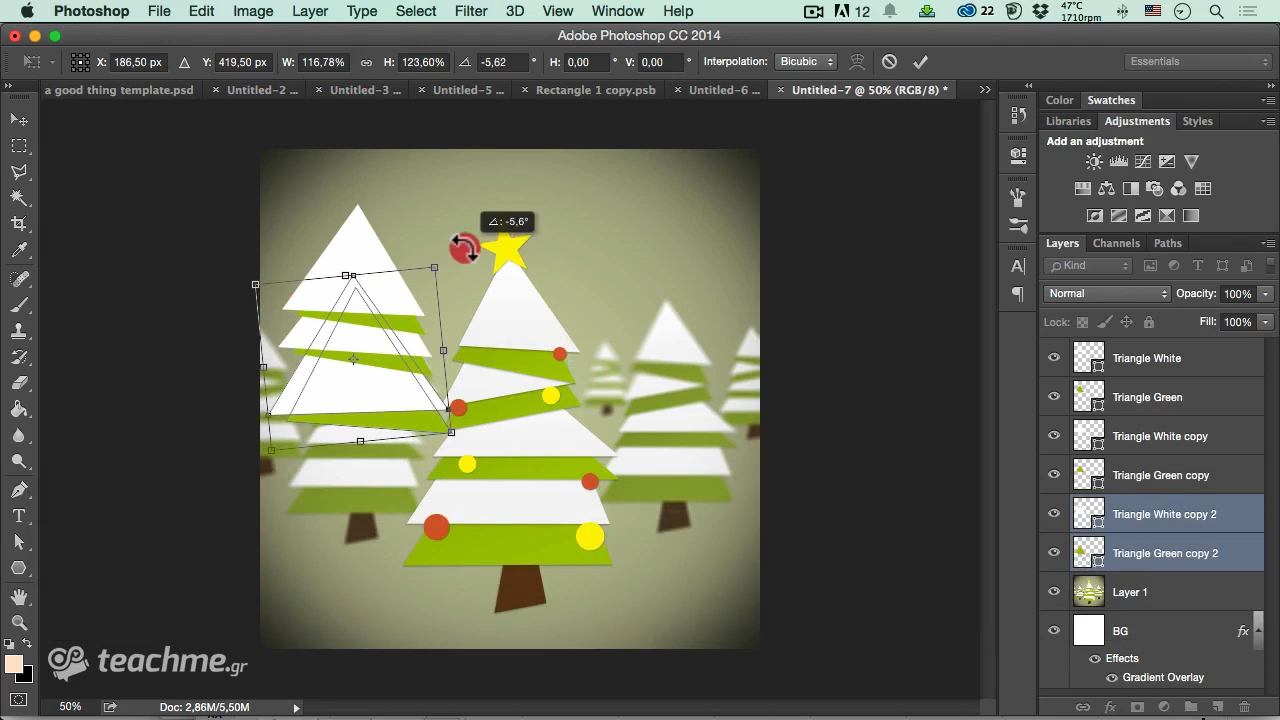 Photoshop File Edit Image Layer Type Select Filter 3D View Window Help 12 22 47°C 1710rpm
Adobe Photoshop CC 2014
X: 186,50 px Y: 419,50 px W: 116,78% H: 123,60% -5,62 ° H: 0,00 ° V: 0,00 ° Interpolation: Bicubic Essentials
a good thing template.psd × Untitled-2 ... × Untitled-3 ... × Untitled-5 ... × Rectangle 1 copy.psb × Untitled-6 ... × Untitled-7 @ 50% (RGB/8) *
Color Swatches
Libraries Adjustments Styles
Add an adjustment
-5,6°
Layers Channels Paths
Kind
Normal Opacity: 100%
Lock: Fill: 100%
Triangle White
Triangle Green
Triangle White copy
Triangle Green copy
Triangle White copy 2
Triangle Green copy 2
Layer 1
BG fx
Effects
Gradient Overlay
teachme.gr
50% Doc: 2,86M/5,50M